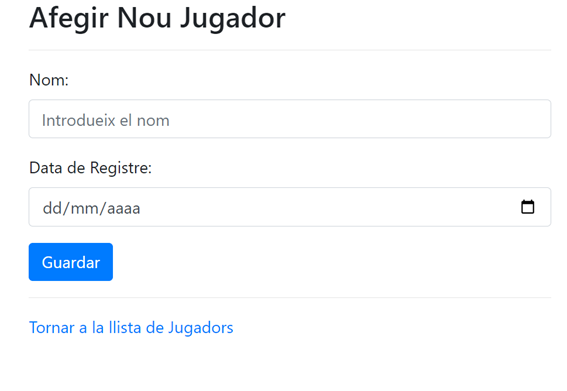 Afegir Nou Jugador
Nom:
Introdueix el nom
Data de Registre:
dd/mm/aaaa
Guardar
Tornar a la llista de Jugadors